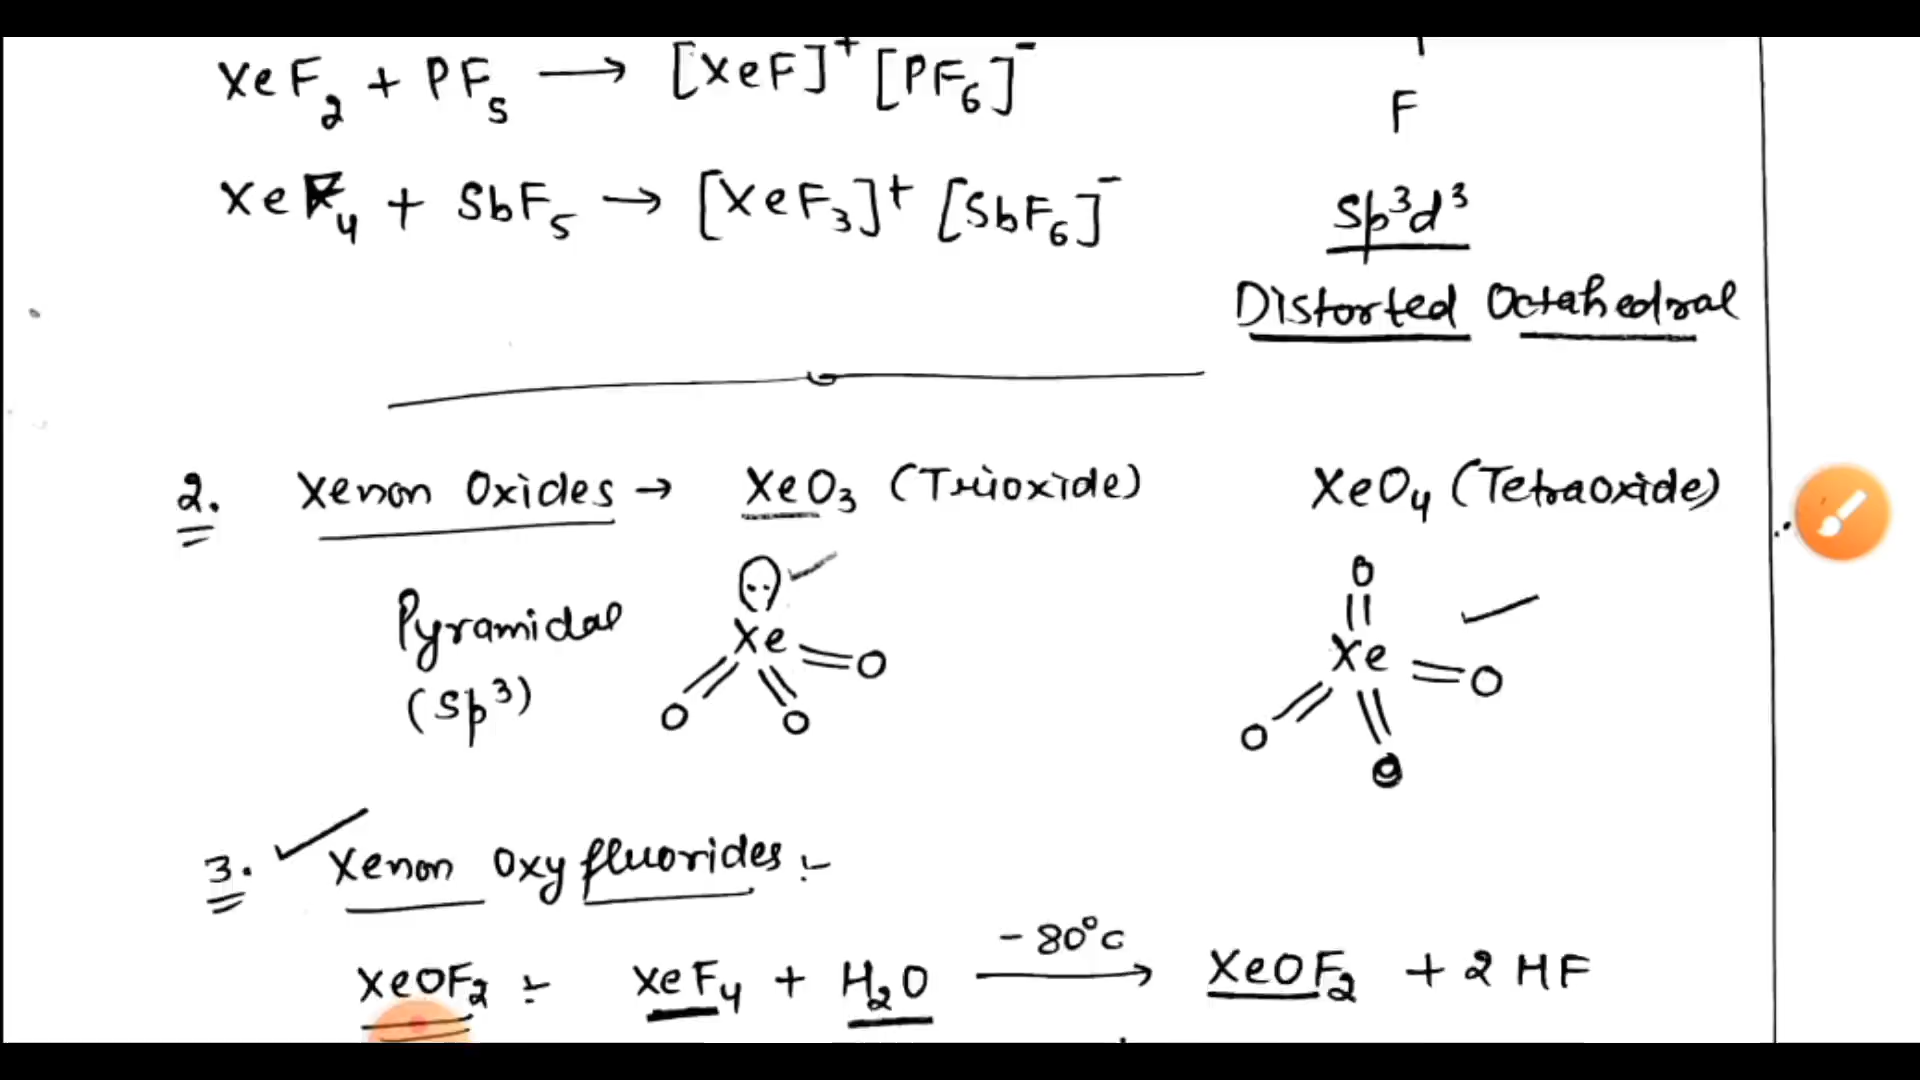 XeF₂ + PF₅ → [XeF]⁺ [PF₆]⁻
F
XeF₄ + SbF₅ → [XeF₃]⁺ [SbF₆]⁻
Sp³d³
Distorted Octahedral
2. Xenon Oxides → XeO₃ (Trioxide) XeO₄ (Tetraoxide)
Pyramidal
(Sp³)
Xe
=O
O O
O
Xe
=O
O
O
3. Xenon Oxyfluorides :-
XeOF₂ :- XeF₄ + H₂O -80°C → XeOF₂ + 2HF